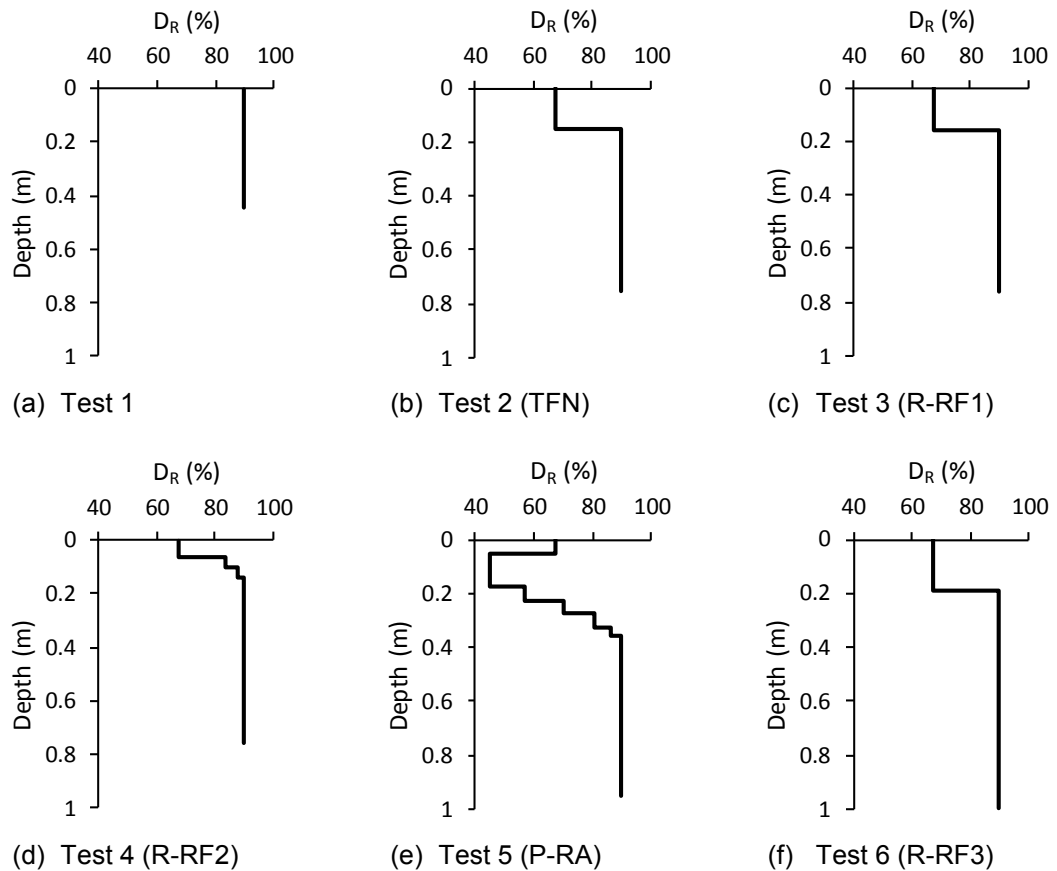 D_R (%)
D_R (%)
D_R (%)
40 60 80 100
40 60 80 100
40 60 80 100
0
0.2
0.4
0.6
0.8
1
Depth (m)
0
0.2
0.4
0.6
0.8
1
Depth (m)
0
0.2
0.4
0.6
0.8
1
Depth (m)
(a) Test 1
(b) Test 2 (TFN)
(c) Test 3 (R-RF1)
D_R (%)
D_R (%)
D_R (%)
40 60 80 100
40 60 80 100
40 60 80 100
0
0.2
0.4
0.6
0.8
1
Depth (m)
0
0.2
0.4
0.6
0.8
1
Depth (m)
0
0.2
0.4
0.6
0.8
1
Depth (m)
(d) Test 4 (R-RF2)
(e) Test 5 (P-RA)
(f) Test 6 (R-RF3)